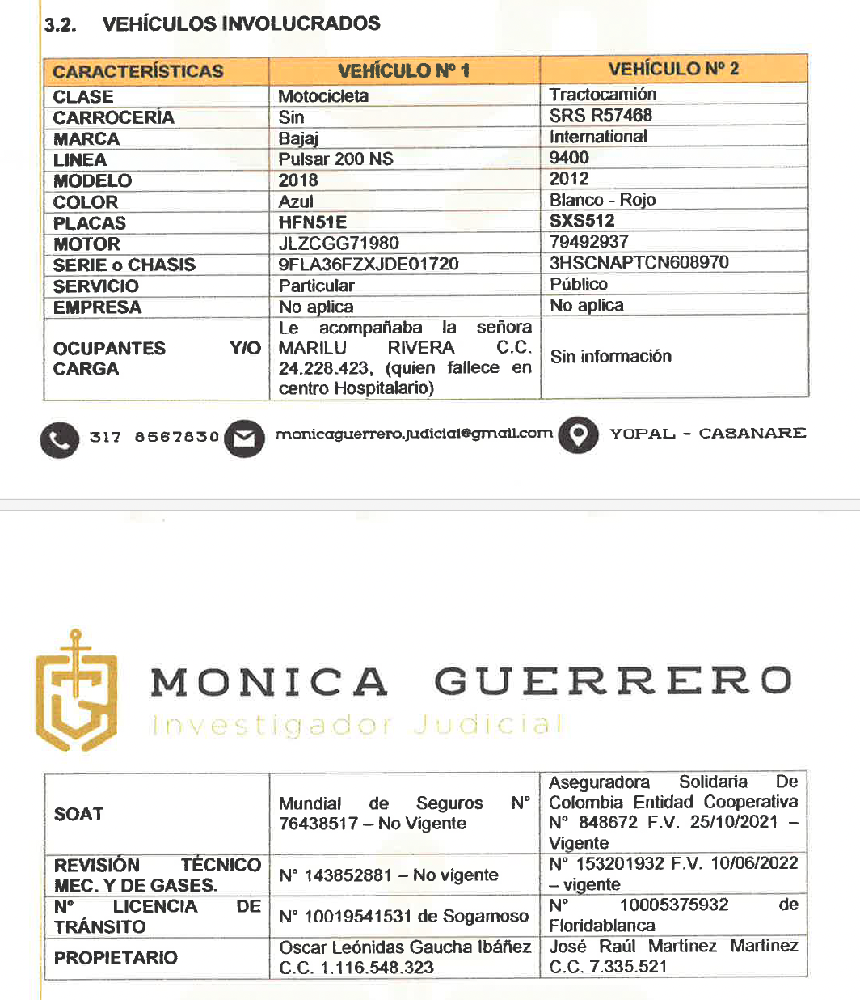 3.2. VEHÍCULOS INVOLUCRADOS
CARACTERÍSTICAS VEHÍCULO Nº 1 VEHÍCULO Nº 2
CLASE Motocicleta Tractocamión
CARROCERÍA Sin SRS R57468
MARCA Bajaj International
LINEA Pulsar 200 NS 9400
MODELO 2018 2012
COLOR Azul Blanco - Rojo
PLACAS HFN51E SXS512
MOTOR JLZCGG71980 79492937
SERIE o CHASIS 9FLA36FZXJDE01720 3HSCNAPTCN608970
SERVICIO Particular Público
EMPRESA No aplica No aplica
OCUPANTES Y/O
CARGA
Le acompañaba la señora
MARILU RIVERA C.C.
24.228.423, (quien fallece en
centro Hospitalario)
Sin información
317 8567830 monicaguerrero.judicial@gmail.com YOPAL - CASANARE
MONICA GUERRERO
Investigador Judicial
SOAT
Mundial de Seguros N°
76438517 – No Vigente
Aseguradora Solidaria De
Colombia Entidad Cooperativa
N° 848672 F.V. 25/10/2021 –
Vigente
REVISIÓN TÉCNICO
MEC. Y DE GASES.
N° 143852881 – No vigente
N° 153201932 F.V. 10/06/2022
– vigente
Nº LICENCIA DE
TRÁNSITO
N° 10019541531 de Sogamoso
N° 10005375932 de
Floridablanca
PROPIETARIO
Oscar Leónidas Gaucha Ibáñez
C.C. 1.116.548.323
José Raúl Martínez Martínez
C.C. 7.335.521